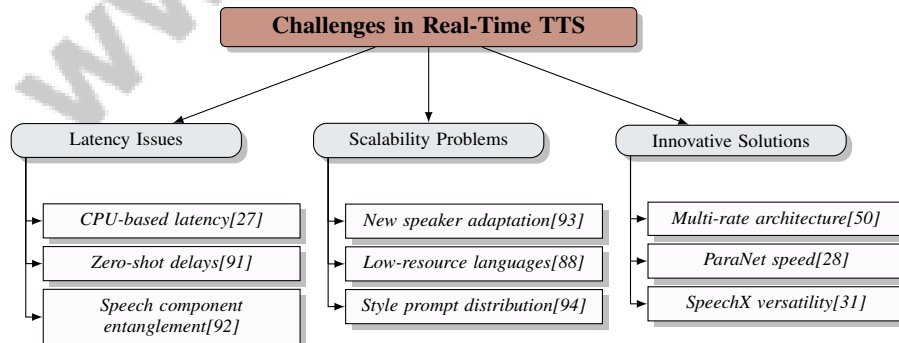 Challenges in Real-Time TTS
Latency Issues
Scalability Problems
Innovative Solutions
CPU-based latency[27]
Zero-shot delays[91]
Speech component
entanglement[92]
New speaker adaptation[93]
Low-resource languages[88]
Style prompt distribution[94]
Multi-rate architecture[50]
ParaNet speed[28]
SpeechX versatility[31]